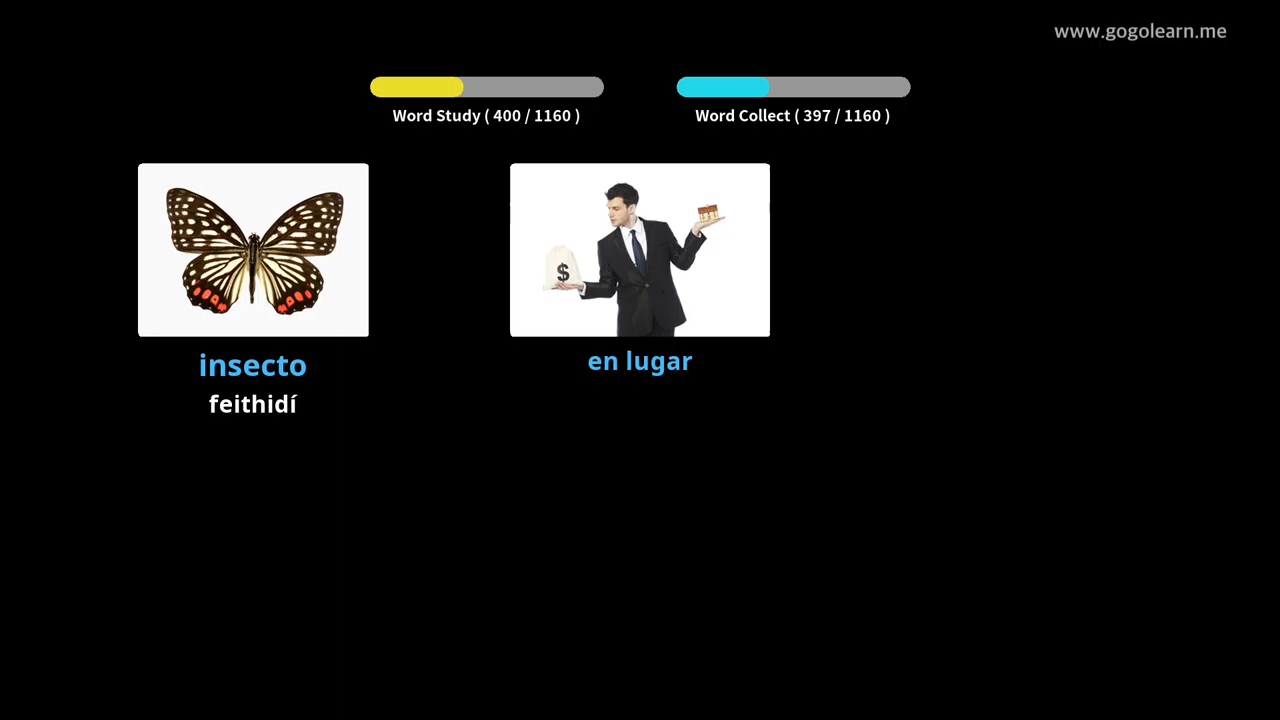 www.gogolearn.me
Word Study ( 400 / 1160 )
Word Collect ( 397 / 1160 )
$
insecto
feithidí
en lugar